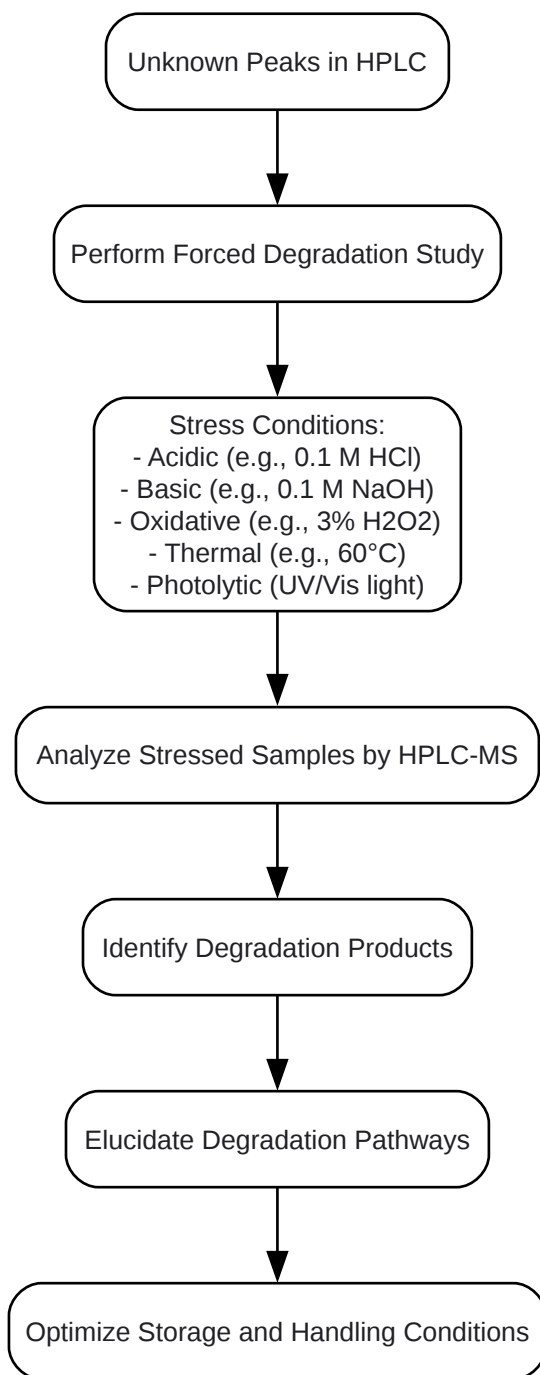 Unknown Peaks in HPLC
Perform Forced Degradation Study
Stress Conditions:
- Acidic (e.g., 0.1 M HCl)
- Basic (e.g., 0.1 M NaOH)
- Oxidative (e.g., 3% H2O2)
- Thermal (e.g., 60°C)
- Photolytic (UV/Vis light)
Analyze Stressed Samples by HPLC-MS
Identify Degradation Products
Elucidate Degradation Pathways
Optimize Storage and Handling Conditions